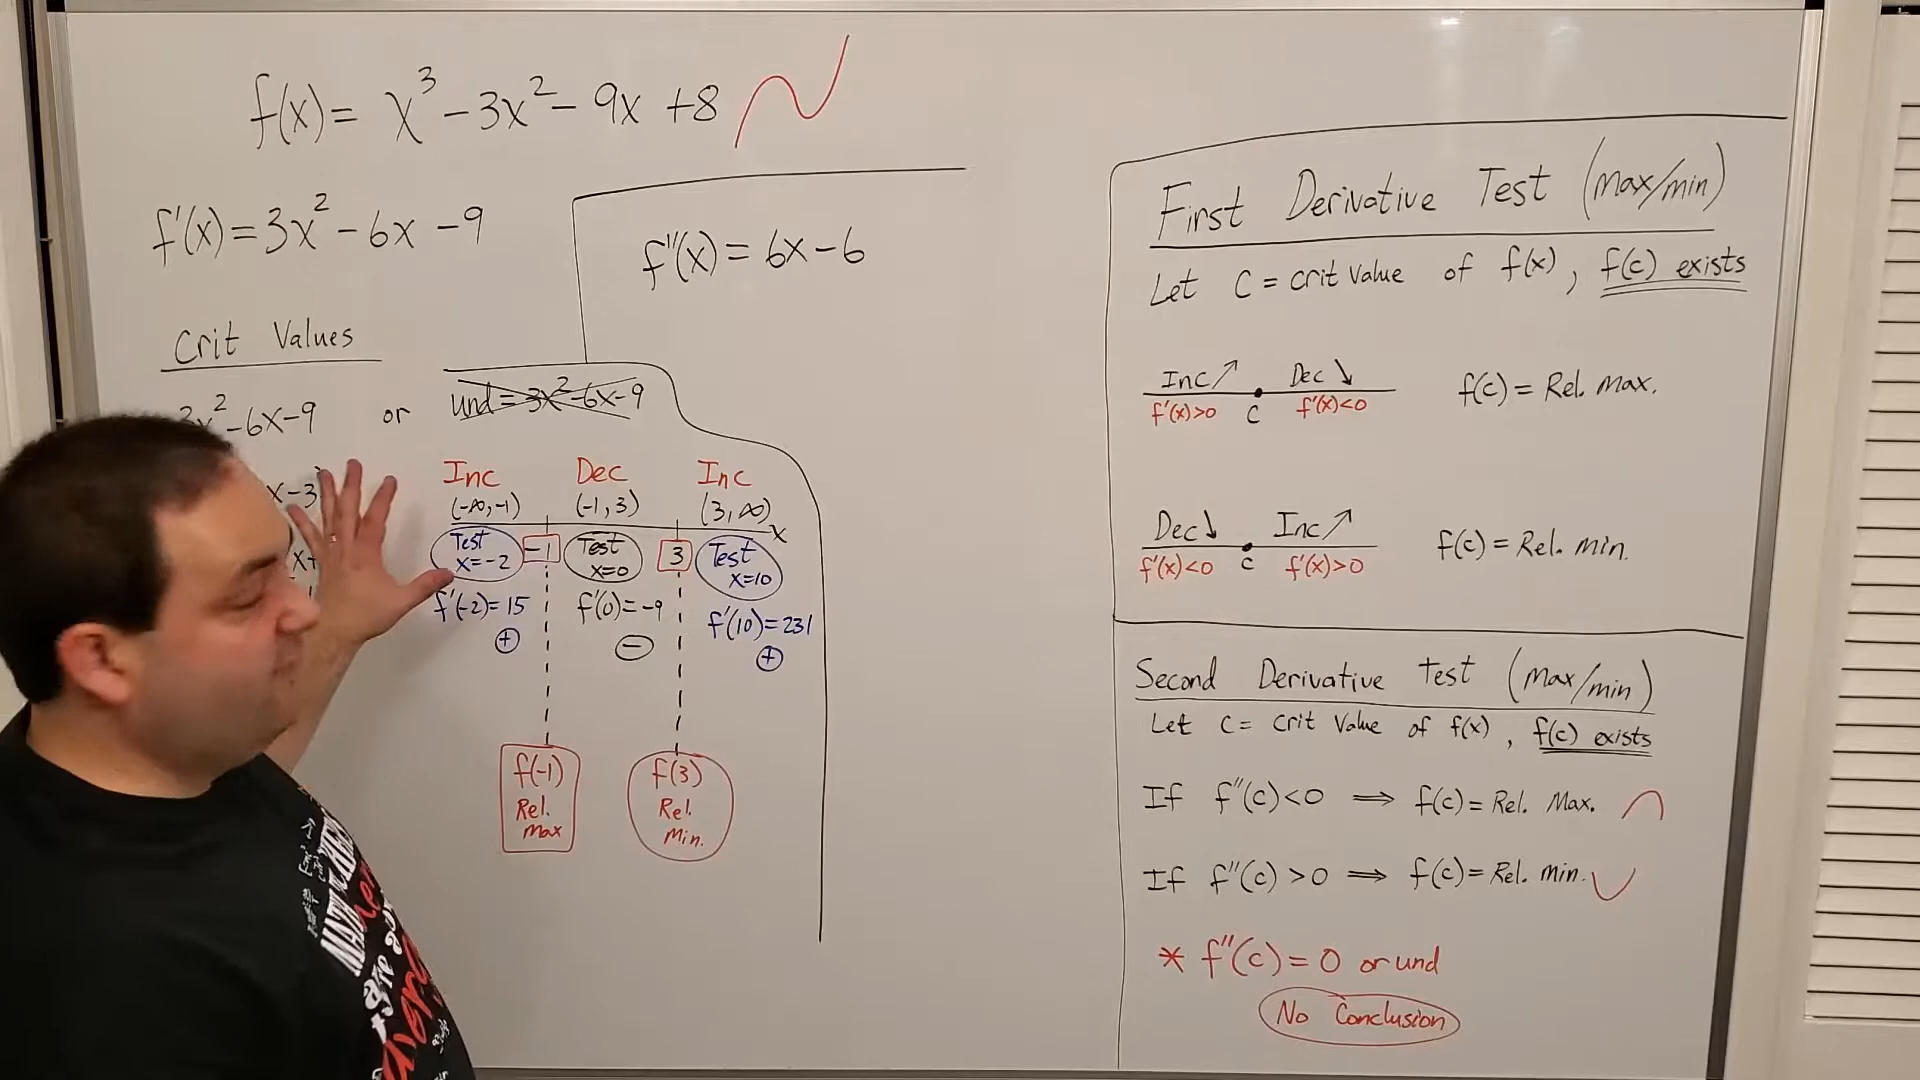 f(x) = x³ - 3x² - 9x + 8
f'(x) = 3x² - 6x - 9
f''(x) = 6x - 6
Crit Values
3x² - 6x - 9 or und = 3x² - 6x - 9
x - 3
x +
Inc Dec Inc
(-∞, -1) (-1, 3) (3, ∞)
x
Test x = -2
-1
Test x = 0
3
Test x = 10
f'(-2) = 15 f'(0) = -9 f'(10) = 231
+ - +
f(-1) Rel. Max
f(3) Rel. Min.
First Derivative Test (max/min)
Let C = crit value of f(x), f(c) exists
Inc ↗ Dec ↘ f(c) = Rel. max.
f'(x) > 0 C f'(x) < 0
Dec ↓ Inc ↗ f(c) = Rel. min.
f'(x) < 0 C f'(x) > 0
Second Derivative test (max/min)
Let C = crit Value of f(x), f(c) exists
If f''(c) < 0 ⟹ f(c) = Rel. Max.
If f''(c) > 0 ⟹ f(c) = Rel. min.
* f''(c) = 0 or und
No Conclusion
MATH
are